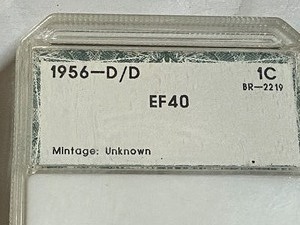 1956-D/D 1C
BR-2219
EF40
Mintage: Unknown